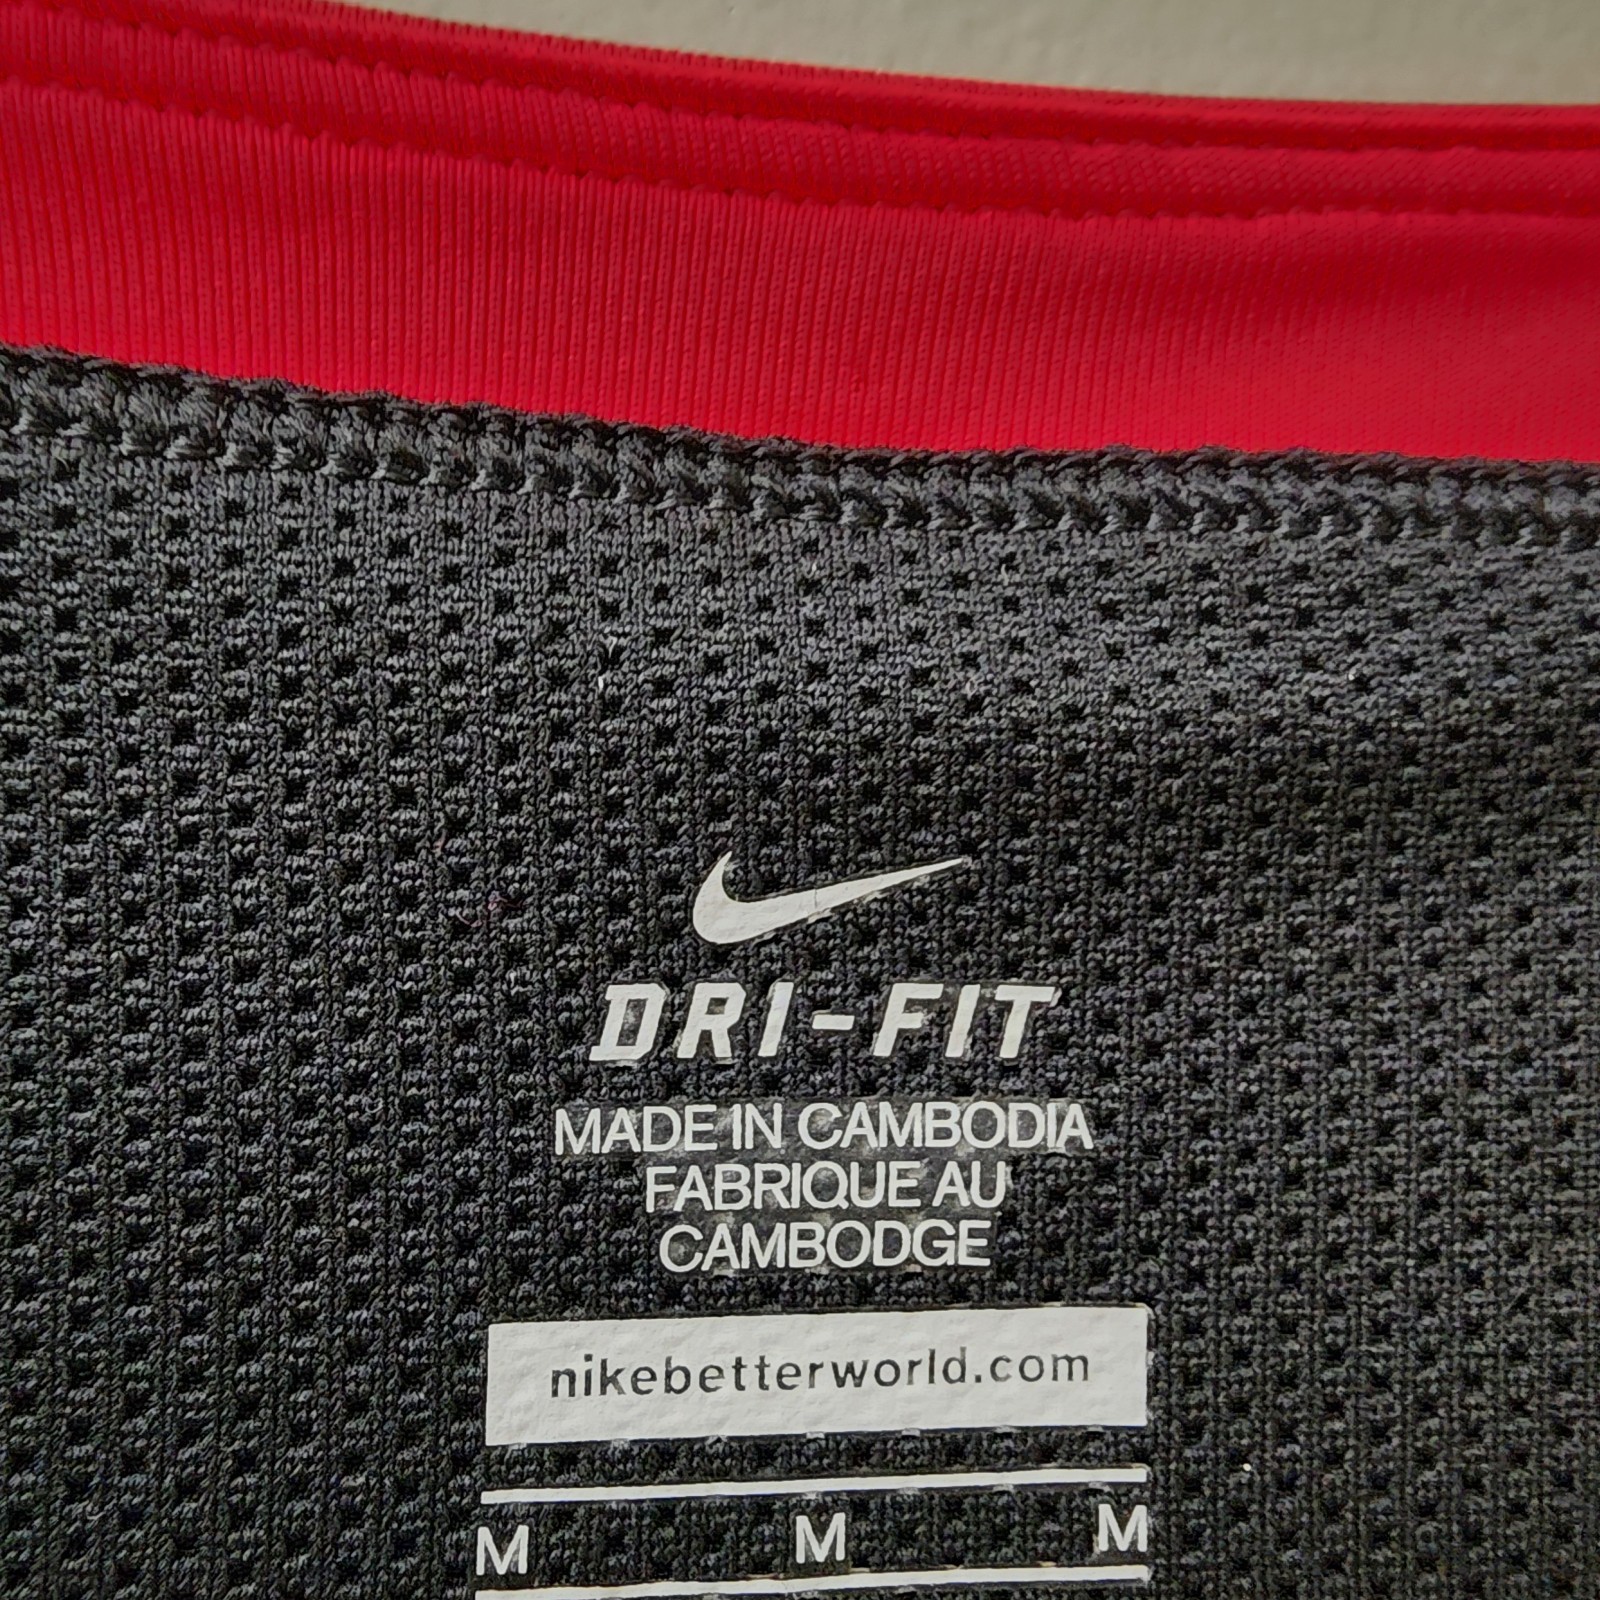 DRI-FIT
MADE IN CAMBODIA
FABRIQUE AU
CAMBODGE
nikebetterworld.com
M M M